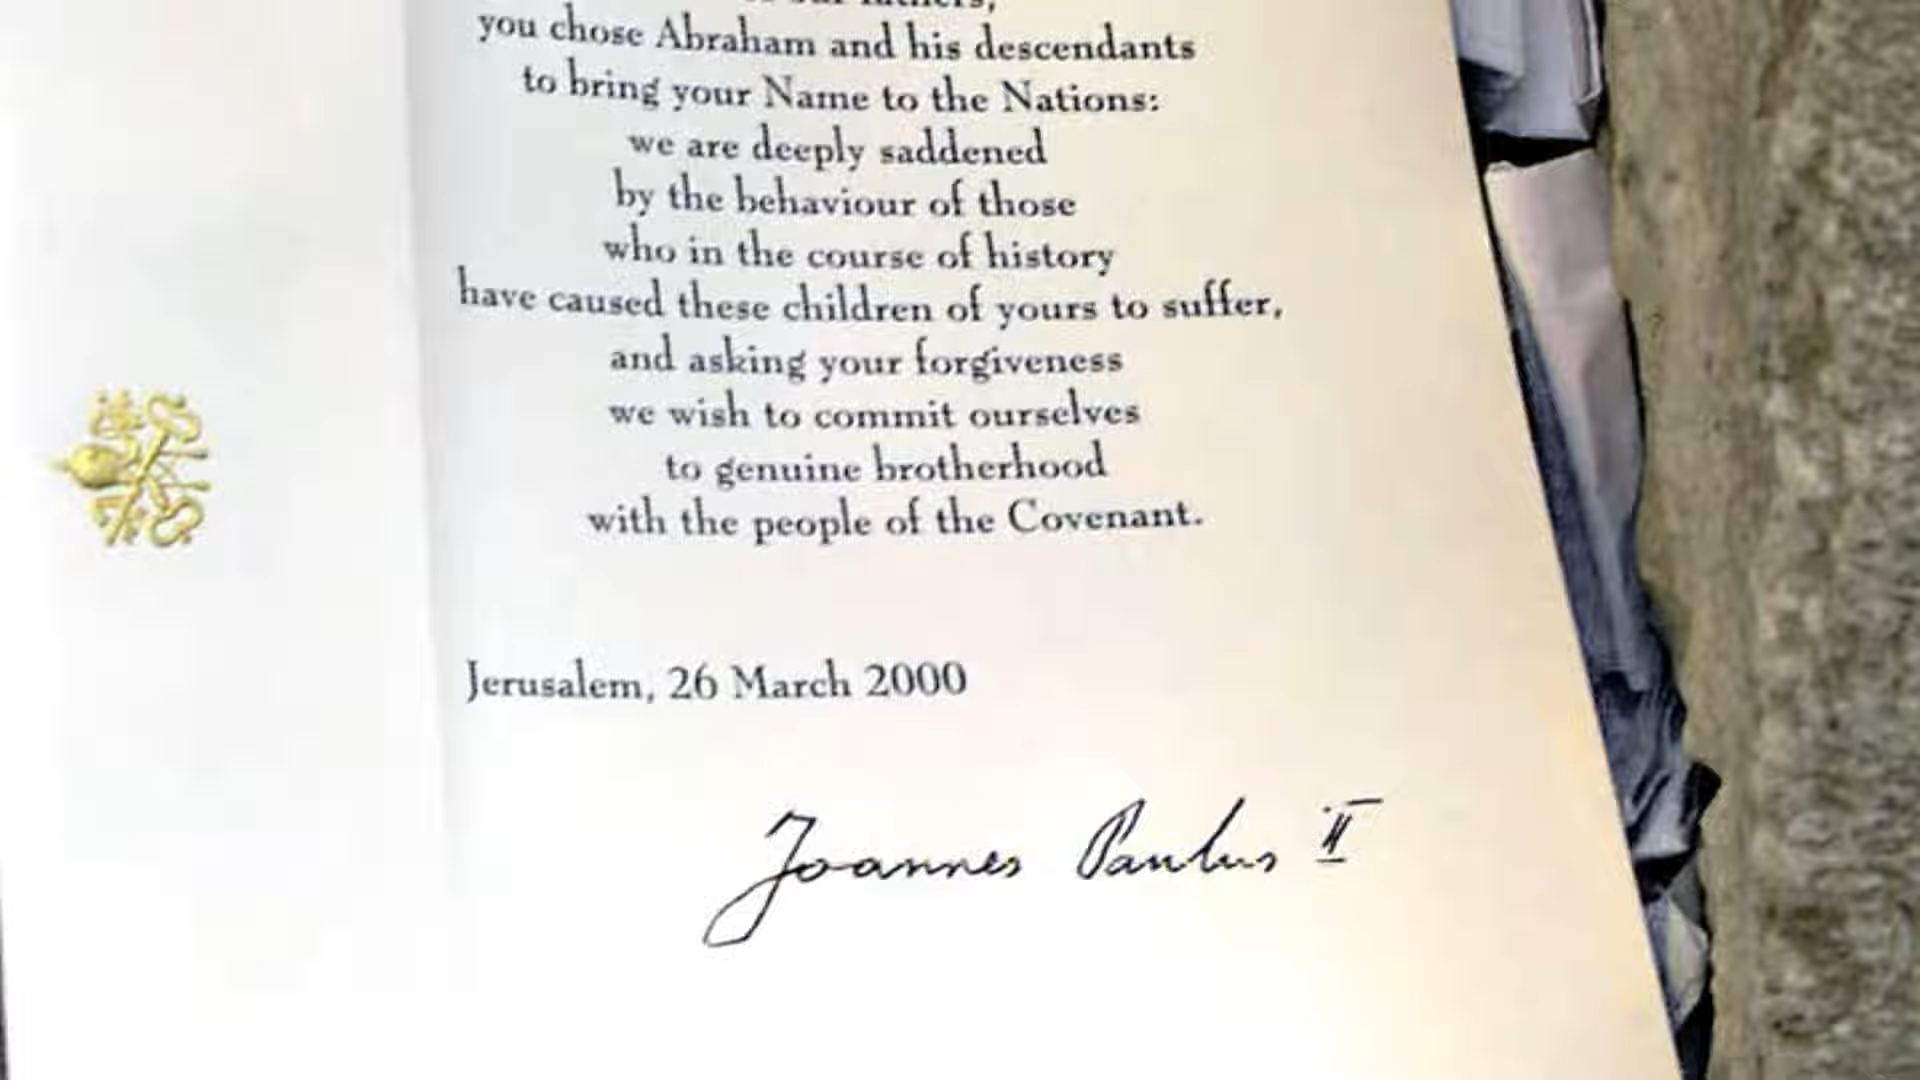 our fathers,
you chose Abraham and his descendants
to bring your Name to the Nations:
we are deeply saddened
by the behaviour of those
who in the course of history
have caused these children of yours to suffer,
and asking your forgiveness
we wish to commit ourselves
to genuine brotherhood
with the people of the Covenant.
Jerusalem, 26 March 2000
Joannes Paulus II